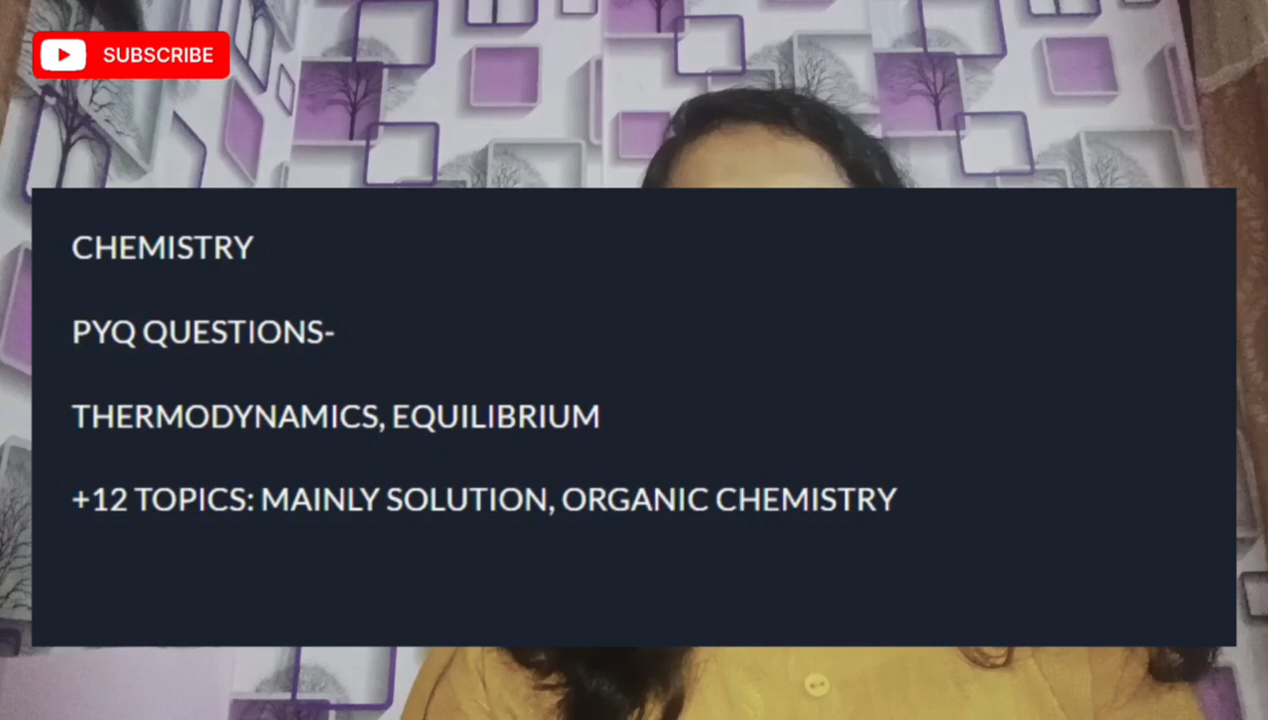 SUBSCRIBE
CHEMISTRY
PYQ QUESTIONS-
THERMODYNAMICS, EQUILIBRIUM
+12 TOPICS: MAINLY SOLUTION, ORGANIC CHEMISTRY